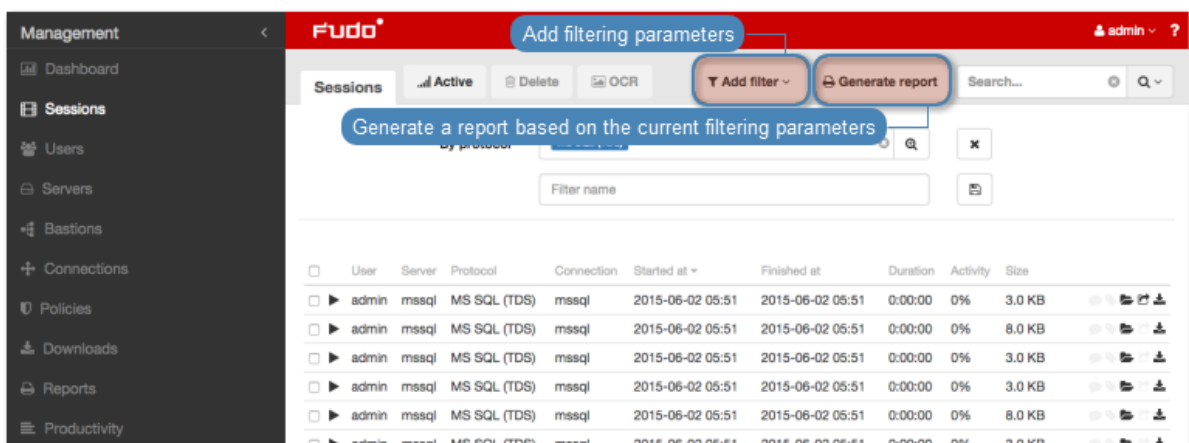 Management
Dashboard
Sessions
Users
Servers
Bastions
Connections
Policies
Downloads
Reports
Productivity
FUDO
Add filtering parameters
admin ?
Sessions Active Delete OCR Add filter Generate report Search...
Generate a report based on the current filtering parameters
By protocol
Filter name
User Server Protocol Connection Started at Finished at Duration Activity Size
admin mssql MS SQL (TDS) mssql 2015-06-02 05:51 2015-06-02 05:51 0:00:00 0% 3.0 KB
admin mssql MS SQL (TDS) mssql 2015-06-02 05:51 2015-06-02 05:51 0:00:00 0% 8.0 KB
admin mssql MS SQL (TDS) mssql 2015-06-02 05:51 2015-06-02 05:51 0:00:00 0% 3.0 KB
admin mssql MS SQL (TDS) mssql 2015-06-02 05:51 2015-06-02 05:51 0:00:00 0% 3.0 KB
admin mssql MS SQL (TDS) mssql 2015-06-02 05:51 2015-06-02 05:51 0:00:00 0% 8.0 KB
admin mssql MS SQL (TDS) mssql 2015-06-02 05:51 2015-06-02 05:51 0:00:00 0% 3.0 KB